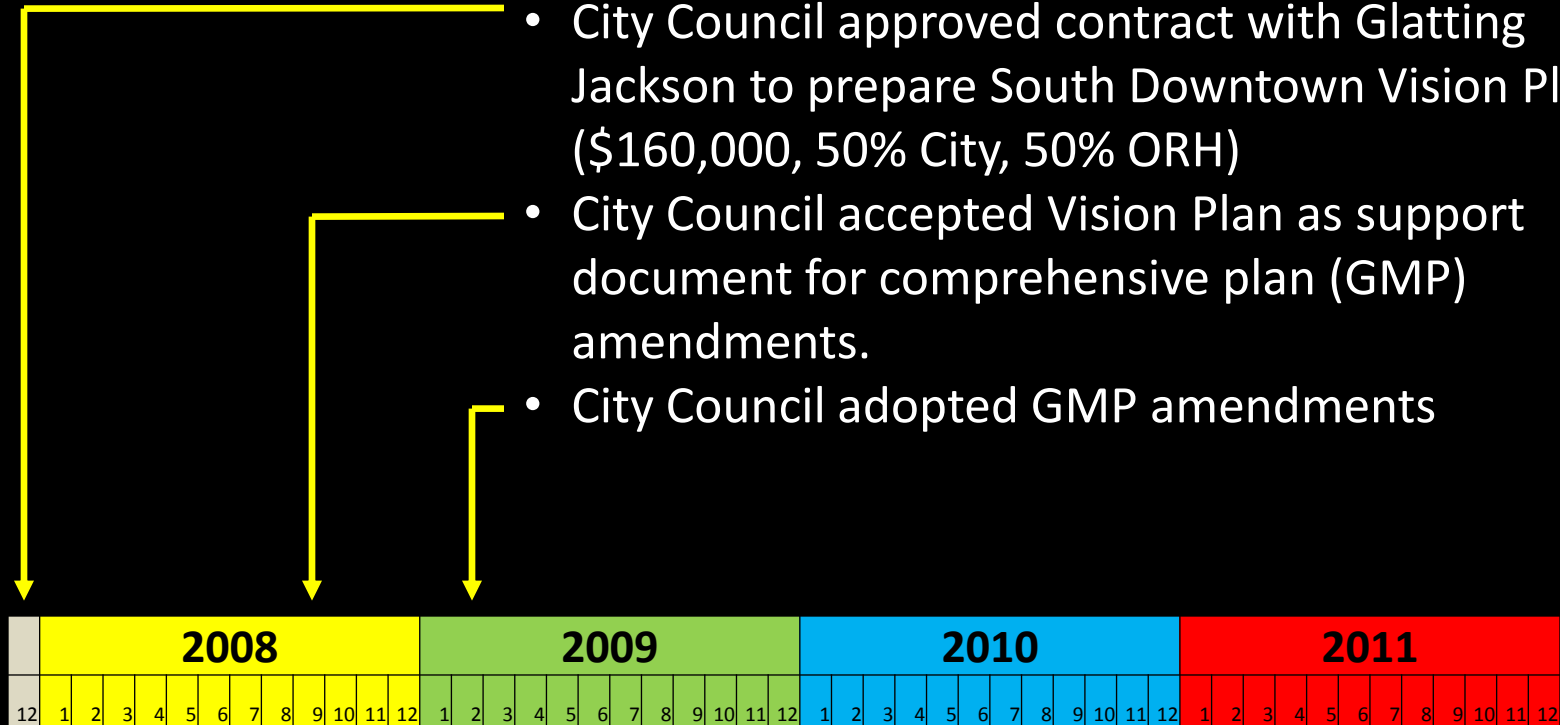 • City Council approved contract with Glatting
Jackson to prepare South Downtown Vision Pl
($160,000, 50% City, 50% ORH)
• City Council accepted Vision Plan as support
document for comprehensive plan (GMP)
amendments.
• City Council adopted GMP amendments
2008 2009 2010 2011
12 1 2 3 4 5 6 7 8 9 10 11 12 1 2 3 4 5 6 7 8 9 10 11 12 1 2 3 4 5 6 7 8 9 10 11 12 1 2 3 4 5 6 7 8 9 10 11 12